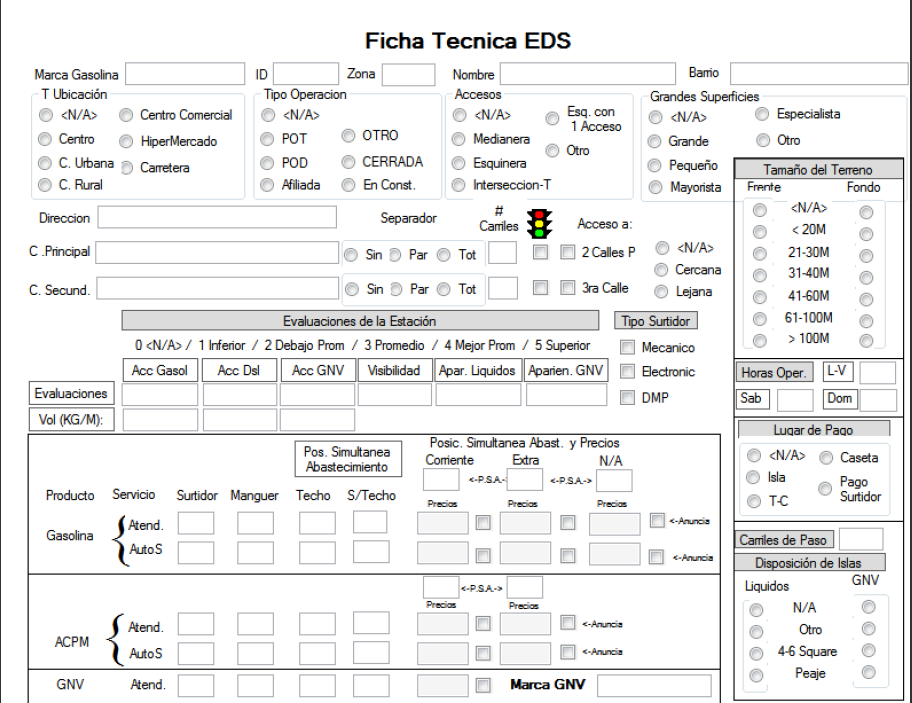 Ficha Tecnica EDS
Marca Gasolina ID Zona Nombre Barrio
T Ubicación
<N/A> Centro Comercial
Centro HiperMercado
C. Urbana Carretera
C. Rural
Tipo Operacion
<N/A>
POT OTRO
POD CERRADA
Afiliada En Const.
Accesos
<N/A> Esq. con 1 Acceso
Medianera Otro
Esquinera
Interseccion-T
Grandes Superficies
<N/A> Especialista
Grande Otro
Pequeño
Mayorista
Tamaño del Terreno
Frente Fondo
<N/A>
< 20M
21-30M
31-40M
41-60M
61-100M
> 100M
Direccion Separador # Carriles Acceso a:
C .Principal Sin Par Tot 2 Calles P <N/A>
Cercana
C. Secund. Sin Par Tot 3ra Calle Lejana
Evaluaciones de la Estación Tipo Surtidor
0 <N/A> / 1 Inferior / 2 Debajo Prom / 3 Promedio / 4 Mejor Prom / 5 Superior Mecanico
Acc Gasol Acc Dsl Acc GNV Visibilidad Apar. Liquidos Aparien. GNV Electronic
Evaluaciones DMP
Vol (KG/M):
Horas Oper. L-V
Sab Dom
Lugar de Pago
<N/A> Caseta
Isla Pago Surtidor
T-C
Carriles de Paso
Disposición de Islas
Liquidos GNV
N/A
Otro
4-6 Square
Peaje
Pos. Simultanea Abastecimiento
Posic. Simultanea Abast. y Precios
Corriente Extra N/A
<-P.S.A.-> <-P.S.A.->
Producto Servicio Surtidor Manguer Techo S/Techo Precios Precios Precios
Gasolina Atend. <-Anuncia
AutoS <-Anuncia
<-P.S.A.->
Precios Precios
ACPM Atend. <-Anuncia
AutoS <-Anuncia
GNV Atend. Marca GNV